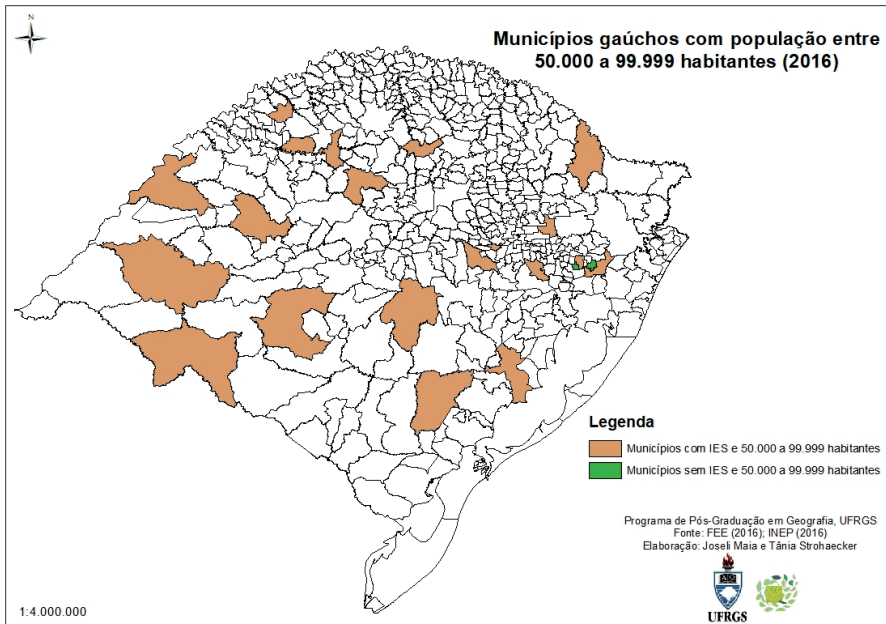 N
Municípios gaúchos com população entre
50.000 a 99.999 habitantes (2016)
Legenda
Municípios com IES e 50.000 a 99.999 habitantes
Municípios sem IES e 50.000 a 99.999 habitantes
Programa de Pós-Graduação em Geografia, UFRGS
Fonte: FEE (2016); INEP (2016)
Elaboração: Joseli Maia e Tânia Strohaecker
UFRGS
1:4.000.000